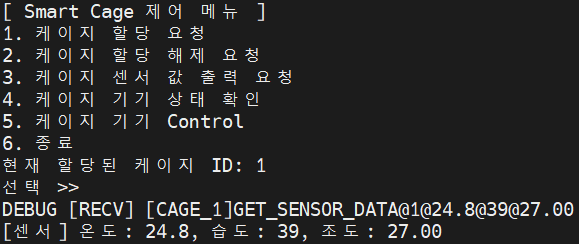 [ Smart Cage 제어 메뉴 ]
1. 케이지 할당 요청
2. 케이지 할당 해제 요청
3. 케이지 센서 값 출력 요청
4. 케이지 기기 상태 확인
5. 케이지 기기 Control
6. 종료
현재 할당된 케이지 ID: 1
선택 >>
DEBUG [RECV] [CAGE_1]GET_SENSOR_DATA@1@24.8@39@27.00
[센서] 온도: 24.8, 습도: 39, 조도: 27.00